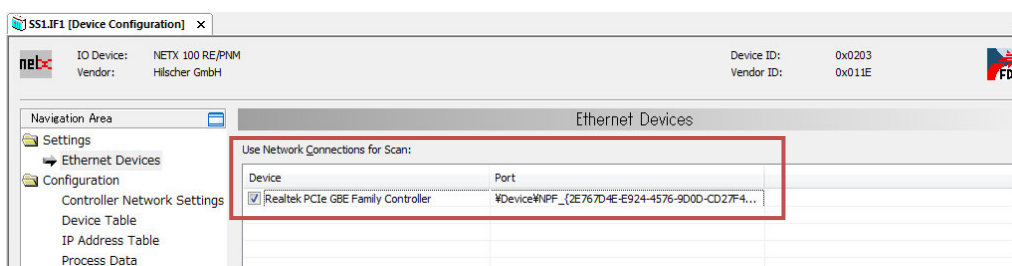 SS1.IF1 [Device Configuration] ×
netx IO Device: NETX 100 RE/PNM Device ID: 0x0203
Vendor: Hilscher GmbH Vendor ID: 0x011E
FD
Navigation Area Ethernet Devices
Settings
Ethernet Devices
Use Network Connections for Scan:
Configuration
Device Port
Controller Network Settings
Realtek PCIe GBE Family Controller ¥Device¥NPF_{2E767D4E-E924-4576-9D0D-CD27F4...
Device Table
IP Address Table
Process Data